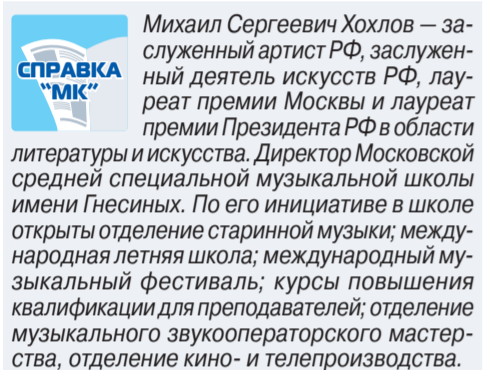 СПРАВКА
"МК"
Михаил Сергеевич Хохлов — за-
служенный артист РФ, заслужен-
ный деятель искусств РФ, лау-
реат премии Москвы и лауреат
премии Президента РФ в области
литературы и искусства. Директор Московской
средней специальной музыкальной школы
имени Гнесиных. По его инициативе в школе
открыты отделение старинной музыки; между-
народная летняя школа; международный му-
зыкальный фестиваль; курсы повышения
квалификации для преподавателей; отделение
музыкального звукооператорского мастер-
ства, отделение кино- и телепроизводства.